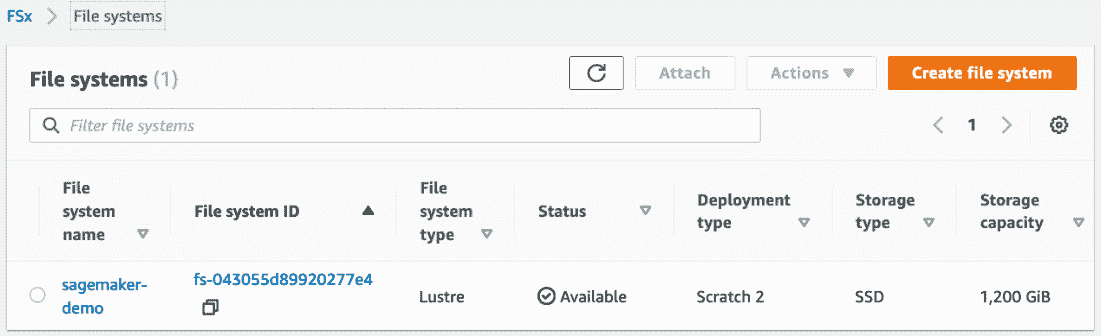 FSx > File systems
File systems (1)
Attach
Actions
Create file system
Filter file systems
1
File system name
File system ID
File system type
Status
Deployment type
Storage type
Storage capacity
sagemaker-demo
fs-043055d89920277e4
Lustre
Available
Scratch 2
SSD
1,200 GiB